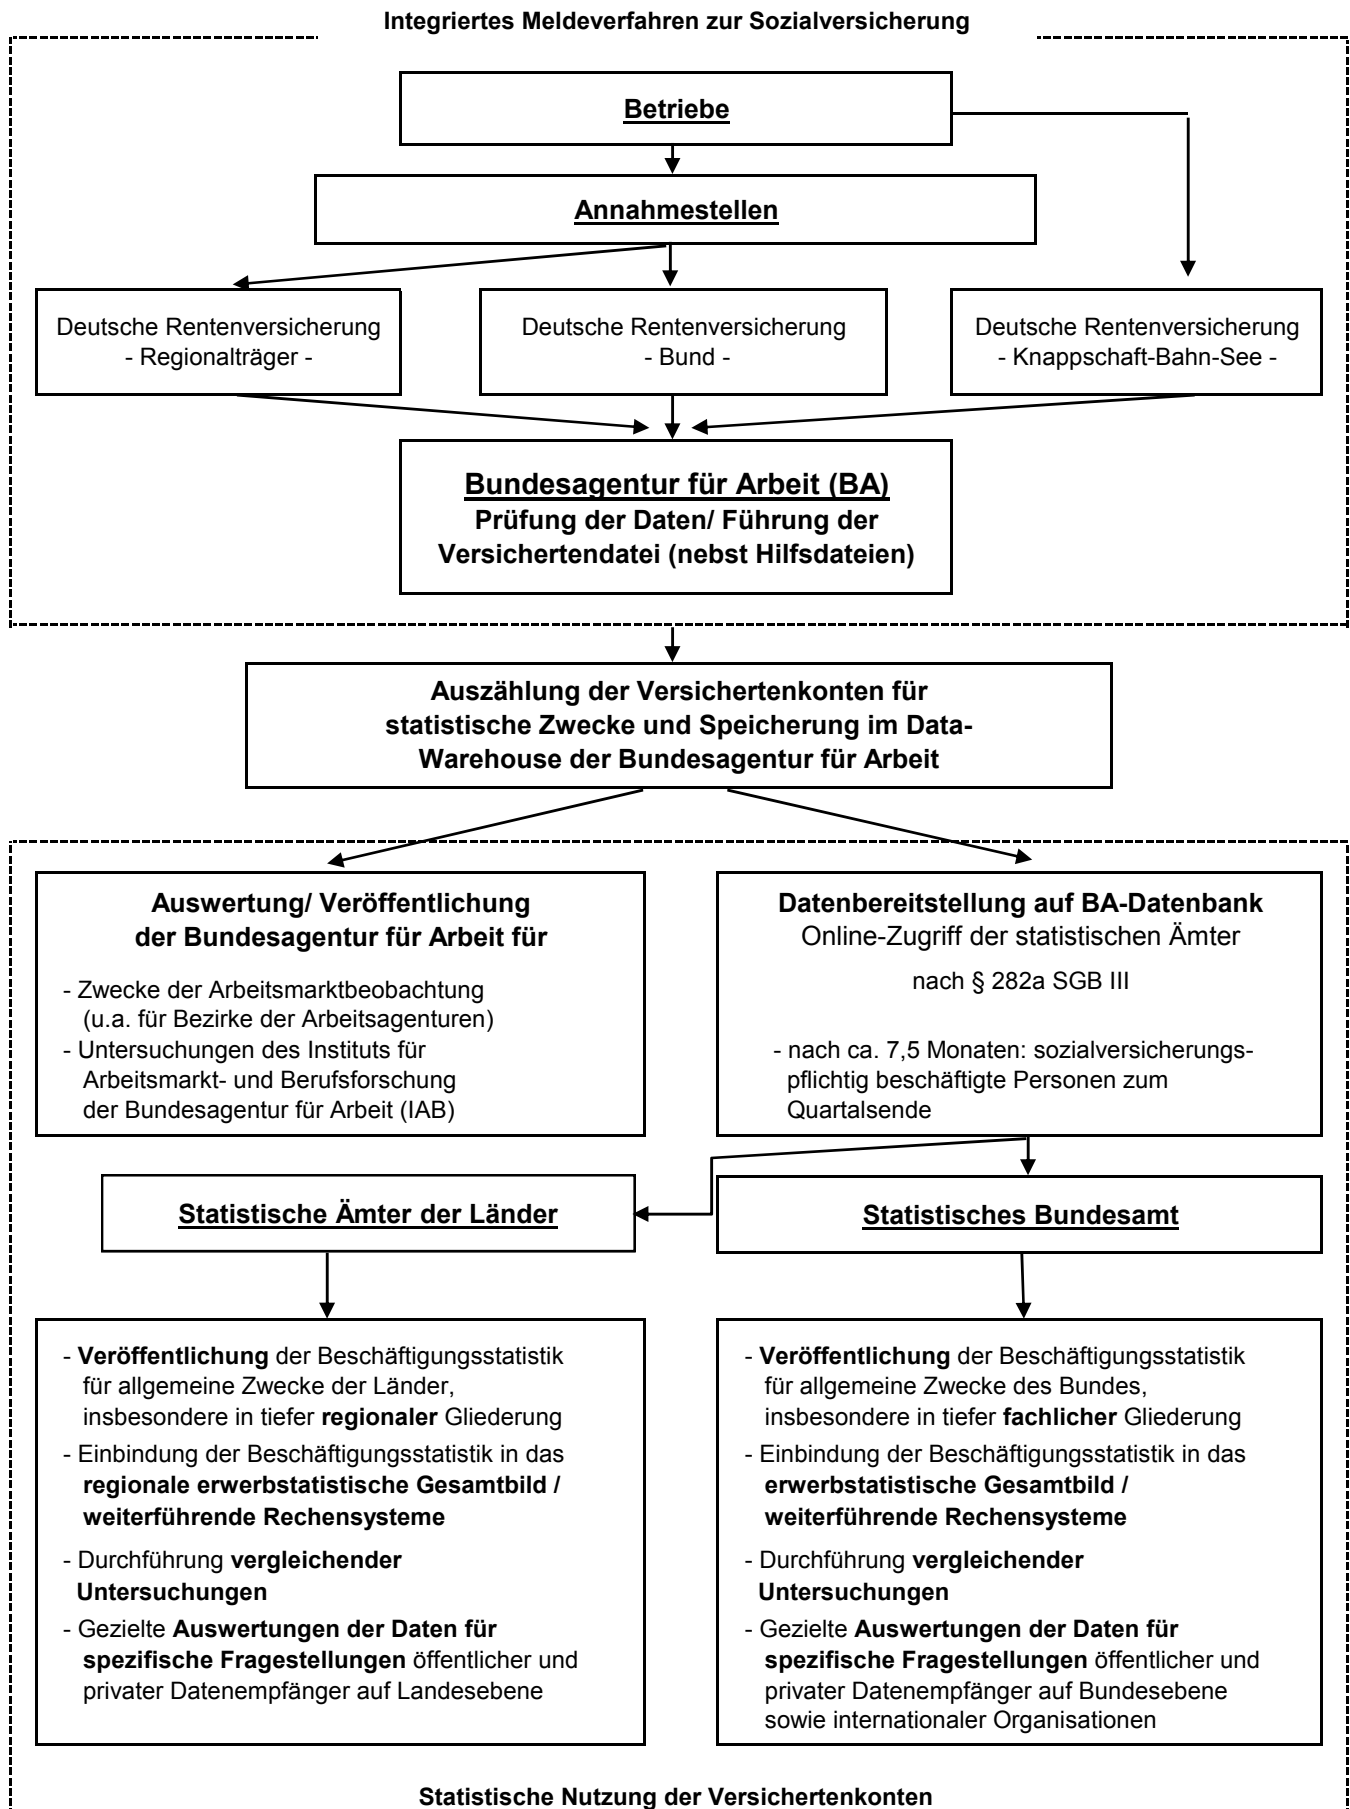 Integriertes Meldeverfahren zur Sozialversicherung
Betriebe
Annahmestellen
Deutsche Rentenversicherung
- Regionalträger -
Deutsche Rentenversicherung
- Bund -
Deutsche Rentenversicherung
- Knappschaft-Bahn-See -
Bundesagentur für Arbeit (BA)
Prüfung der Daten/ Führung der
Versichertendatei (nebst Hilfsdateien)
Auszählung der Versichertenkonten für
statistische Zwecke und Speicherung im Data-
Warehouse der Bundesagentur für Arbeit
Auswertung/ Veröffentlichung
der Bundesagentur für Arbeit für
- Zwecke der Arbeitsmarktbeobachtung
(u.a. für Bezirke der Arbeitsagenturen)
- Untersuchungen des Instituts für
Arbeitsmarkt- und Berufsforschung
der Bundesagentur für Arbeit (IAB)
Datenbereitstellung auf BA-Datenbank
Online-Zugriff der statistischen Ämter
nach § 282a SGB III
- nach ca. 7,5 Monaten: sozialversicherungs-
pflichtig beschäftigte Personen zum
Quartalsende
Statistische Ämter der Länder
Statistisches Bundesamt
- Veröffentlichung der Beschäftigungsstatistik
für allgemeine Zwecke der Länder,
insbesondere in tiefer regionaler Gliederung
- Einbindung der Beschäftigungsstatistik in das
regionale erwerbstatistische Gesamtbild /
weiterführende Rechensysteme
- Durchführung vergleichender
Untersuchungen
- Gezielte Auswertungen der Daten für
spezifische Fragestellungen öffentlicher und
privater Datenempfänger auf Landesebene
- Veröffentlichung der Beschäftigungsstatistik
für allgemeine Zwecke des Bundes,
insbesondere in tiefer fachlicher Gliederung
- Einbindung der Beschäftigungsstatistik in das
erwerbstatistische Gesamtbild /
weiterführende Rechensysteme
- Durchführung vergleichender
Untersuchungen
- Gezielte Auswertungen der Daten für
spezifische Fragestellungen öffentlicher und
privater Datenempfänger auf Bundesebene
sowie internationaler Organisationen
Statistische Nutzung der Versichertenkonten